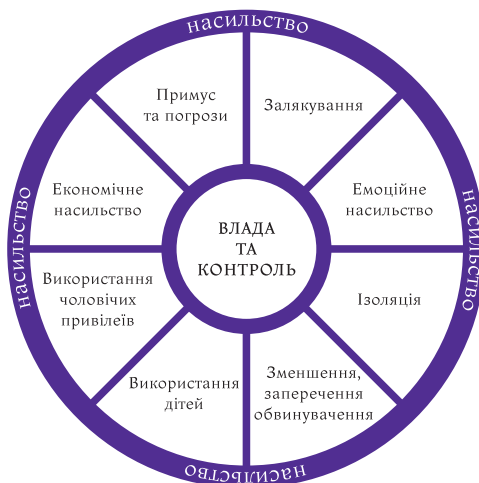 насильство
Примус
та погрози
Залякування
Економічне
насильство
Емоційне
насильство
насильство
насильство
ВЛАДА
ТА
КОНТРОЛЬ
Використання
чоловічих
привілеїв
Ізоляція
Використання
дітей
Зменшення,
заперечення
обвинувачення
насильство